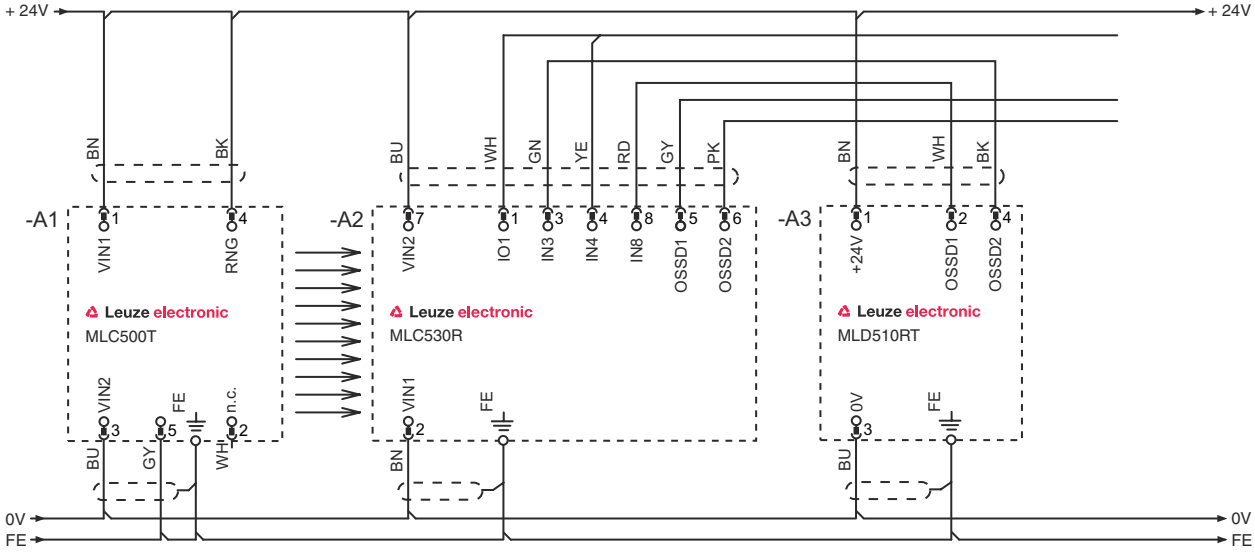 + 24V
+ 24V
BN
BK
BU
WH
GN
YE
RD
GY
PK
BN
WH
BK
-A1
1
4
-A2
7
1
3
4
8
5
6
-A3
1
2
4
VIN1
RNG
VIN2
IO1
IN3
IN4
IN8
OSSD1
OSSD2
+24V
OSSD1
OSSD2
Leuze electronic
MLC500T
Leuze electronic
MLC530R
Leuze electronic
MLD510RT
VIN2
FE
n.c.
VIN1
FE
0V
FE
3
5
2
2
3
BU
GY
WH
BN
BU
0V
0V
FE
FE